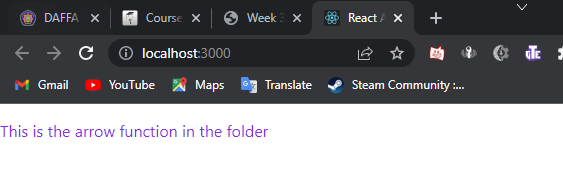 DAFFA
Course
Week 3
React A
localhost:3000
Gmail
YouTube
Maps
Translate
Steam Community :...
This is the arrow function in the folder